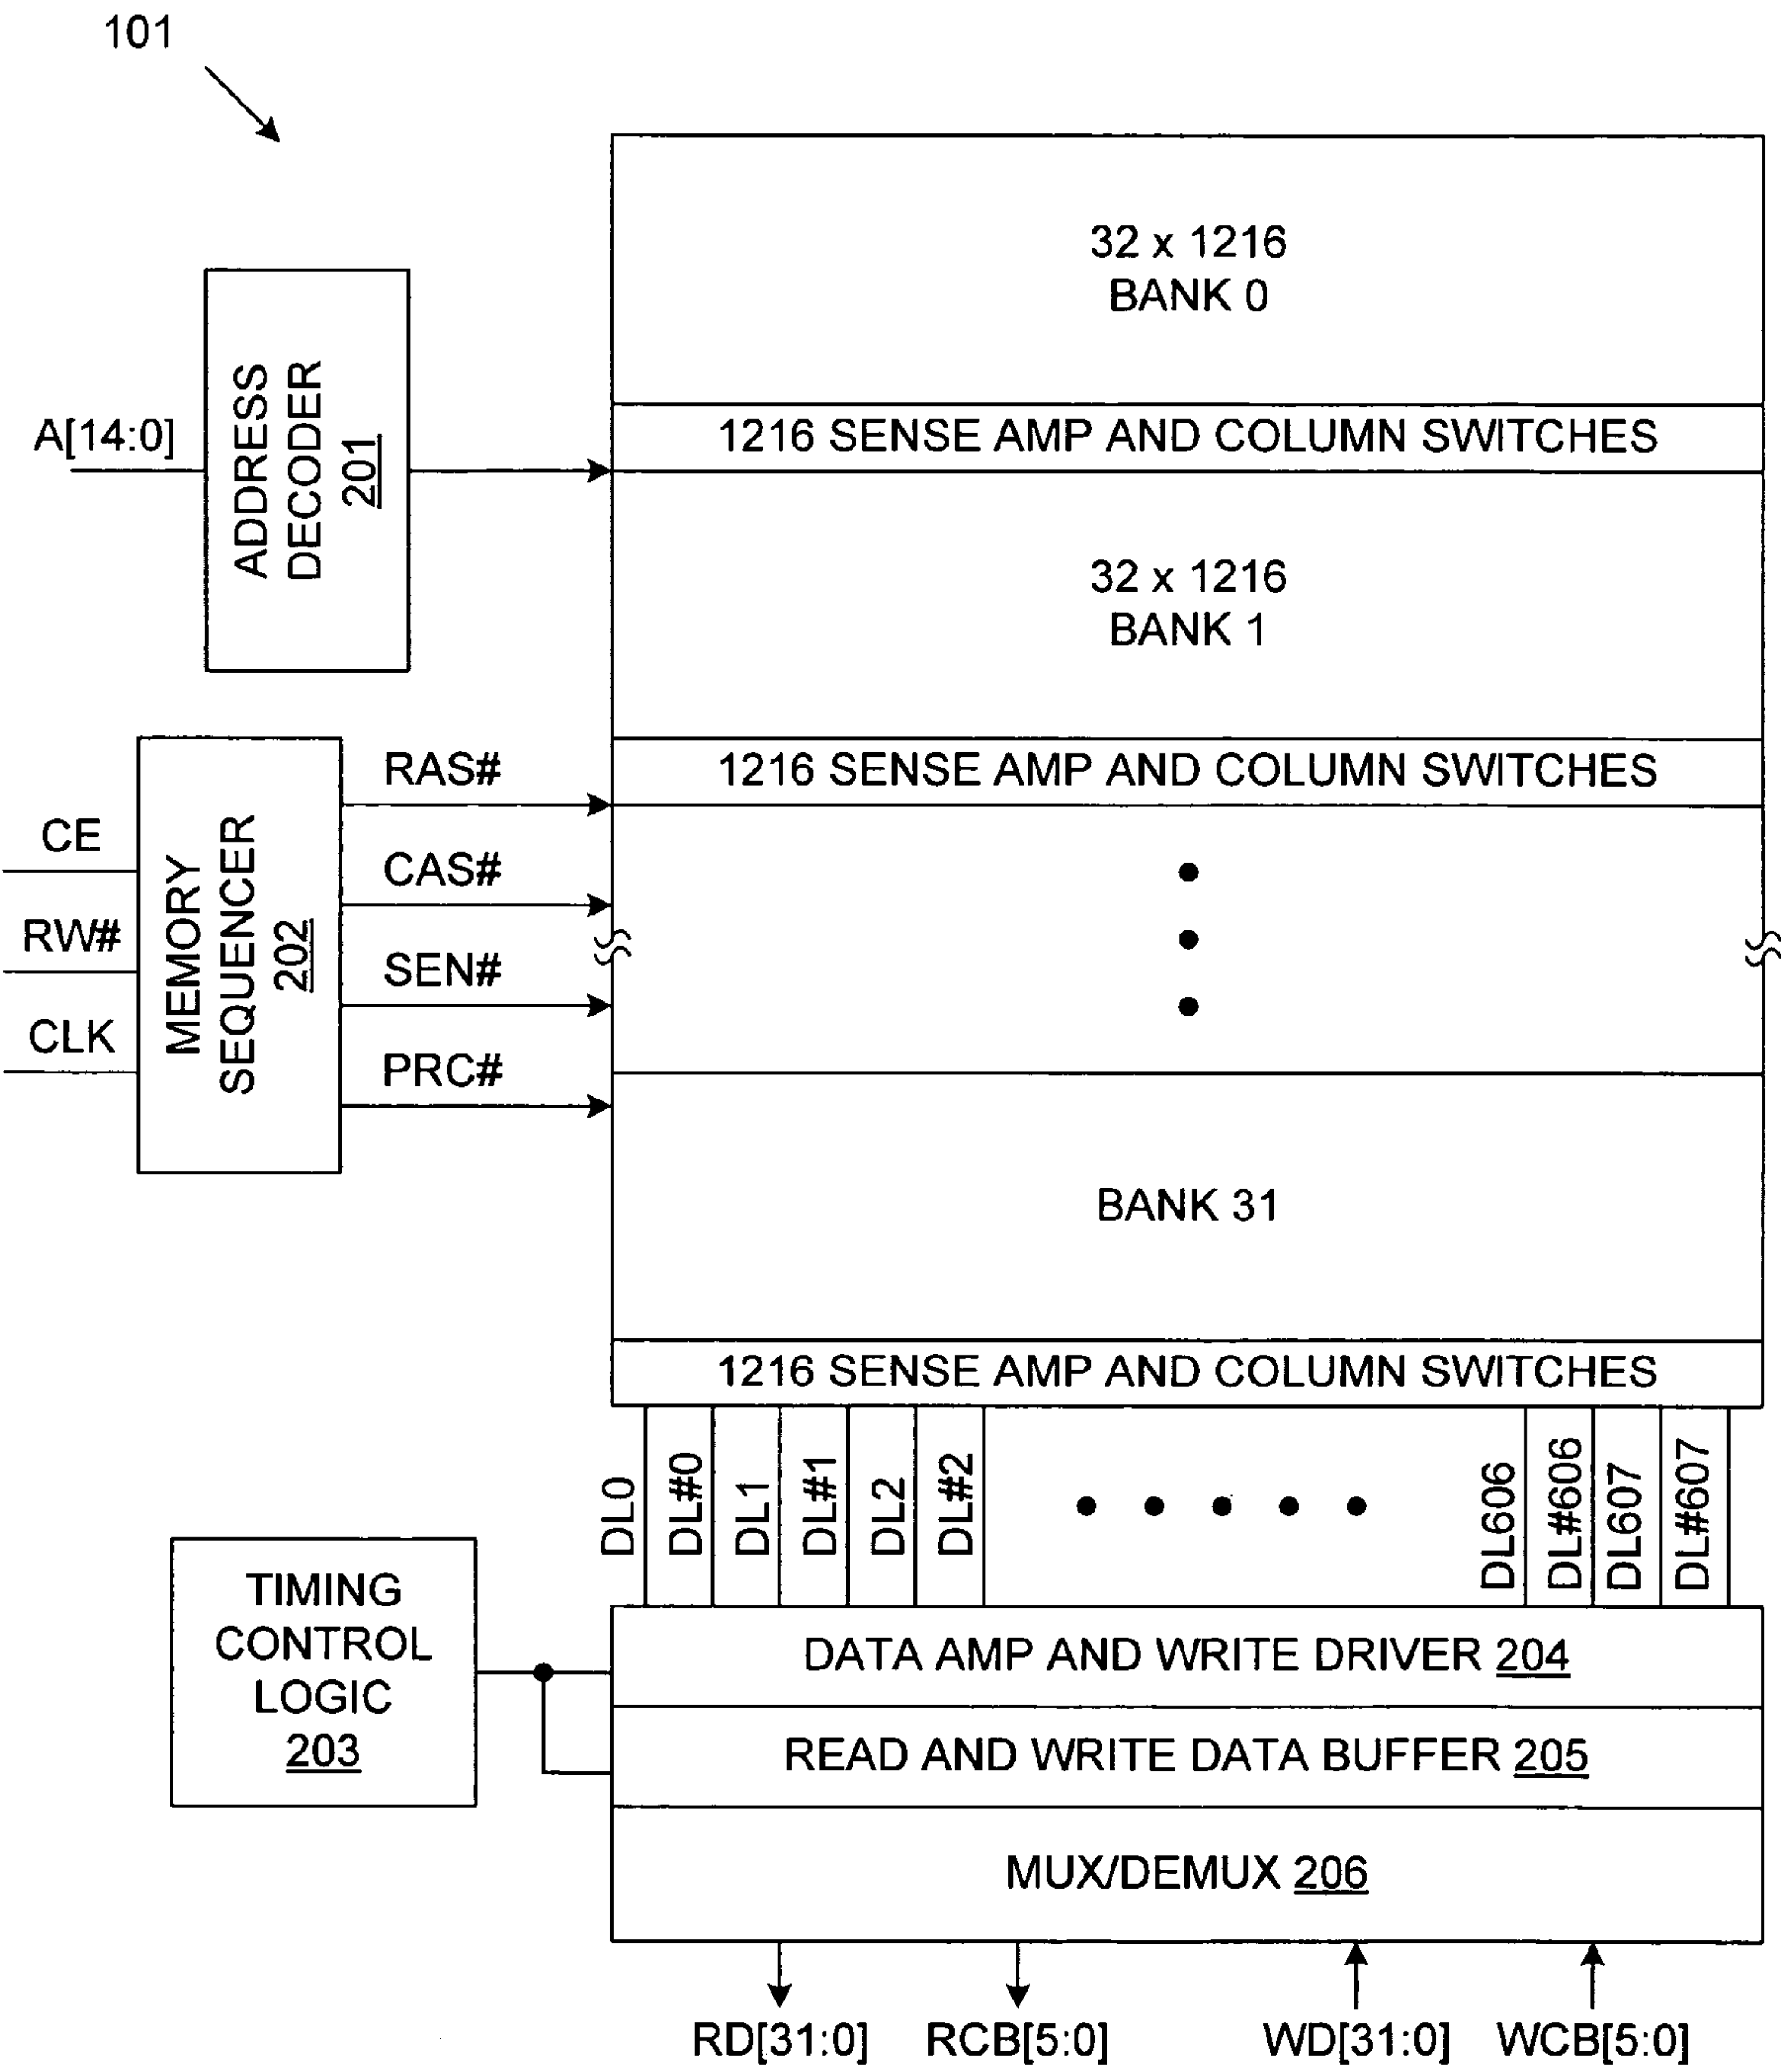 101
32 x 1216
BANK 0
1216 SENSE AMP AND COLUMN SWITCHES
A[14:0]
ADDRESS
DECODER
201
32 x 1216
BANK 1
1216 SENSE AMP AND COLUMN SWITCHES
CE
RW#
CLK
MEMORY
SEQUENCER
202
RAS#
CAS#
SEN#
PRC#
BANK 31
1216 SENSE AMP AND COLUMN SWITCHES
DL0
DL#0
DL1
DL#1
DL2
DL#2
DL606
DL#606
DL607
DL#607
TIMING
CONTROL
LOGIC
203
DATA AMP AND WRITE DRIVER 204
READ AND WRITE DATA BUFFER 205
MUX/DEMUX 206
RD[31:0]
RCB[5:0]
WD[31:0]
WCB[5:0]